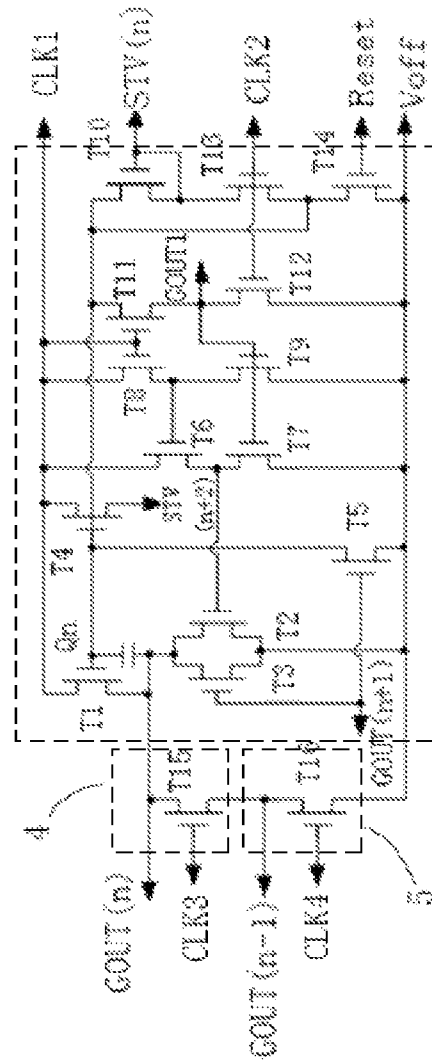 CLK1
STV(n)
CLK2
Reset
Voff
T10
T13
T14
T11
GOUT1
T12
T8
T9
T6
T7
T4
STV
(n+2)
T5
Qn
T1
T2
T3
GOUT(n+1)
4
T15
T16
5
GOUT(n)
CLK3
GOUT(n-1)
CLK4